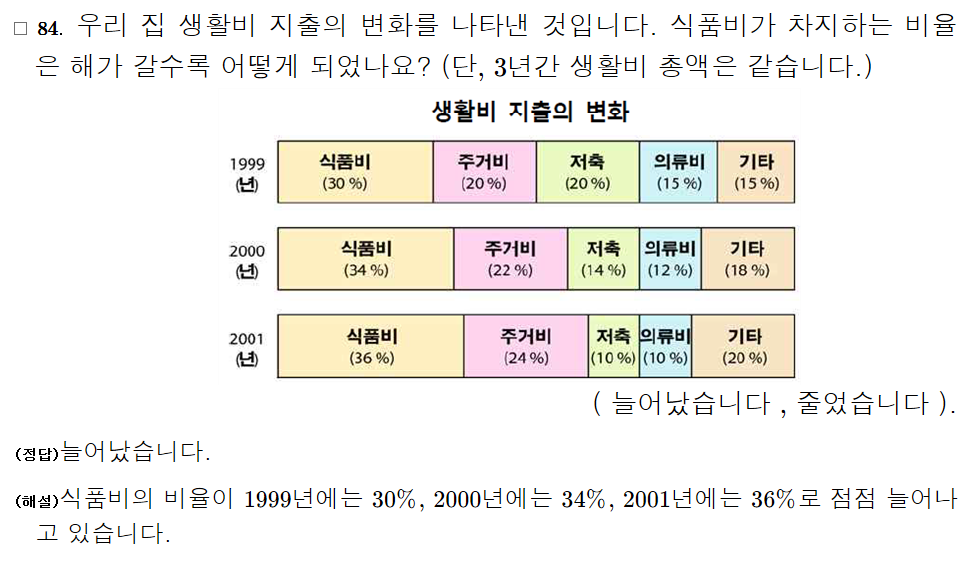 □ 84. 우리 집 생활비 지출의 변화를 나타낸 것입니다. 식품비가 차지하는 비율
은 해가 갈수록 어떻게 되었나요? (단, 3년간 생활비 총액은 같습니다.)
생활비 지출의 변화
1999
(년)
식품비 주거비 저축 의류비 기타
(30 %) (20 %) (20 %) (15 %) (15 %)
2000
(년)
식품비 주거비 저축 의류비 기타
(34 %) (22 %) (14 %) (12 %) (18 %)
2001
(년)
식품비 주거비 저축 의류비 기타
(36 %) (24 %) (10 %) (10 %) (20 %)
( 늘어났습니다 , 줄었습니다 ).
(정답)늘어났습니다.
(해설)식품비의 비율이 1999년에는 30%, 2000년에는 34%, 2001년에는 36%로 점점 늘어나
고 있습니다.